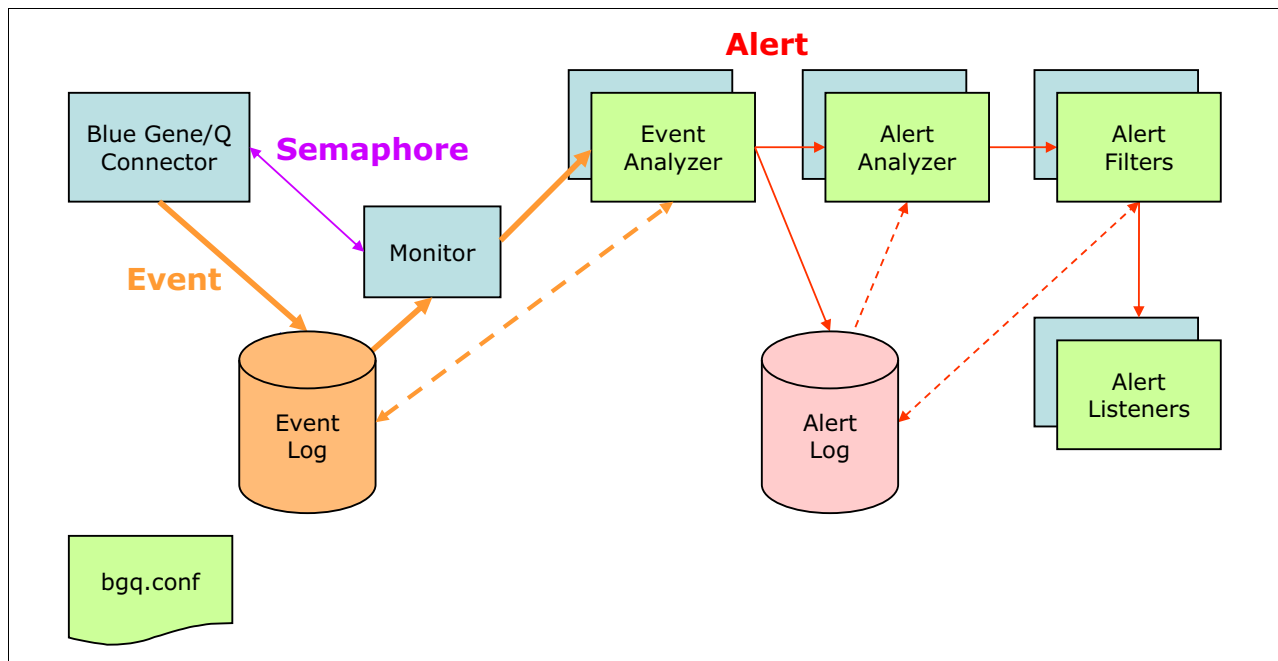 Alert
Blue Gene/Q
Connector
Semaphore
Event
Analyzer
Alert
Analyzer
Alert
Filters
Monitor
Event
Event
Log
Alert
Log
Alert
Listeners
bgq.conf